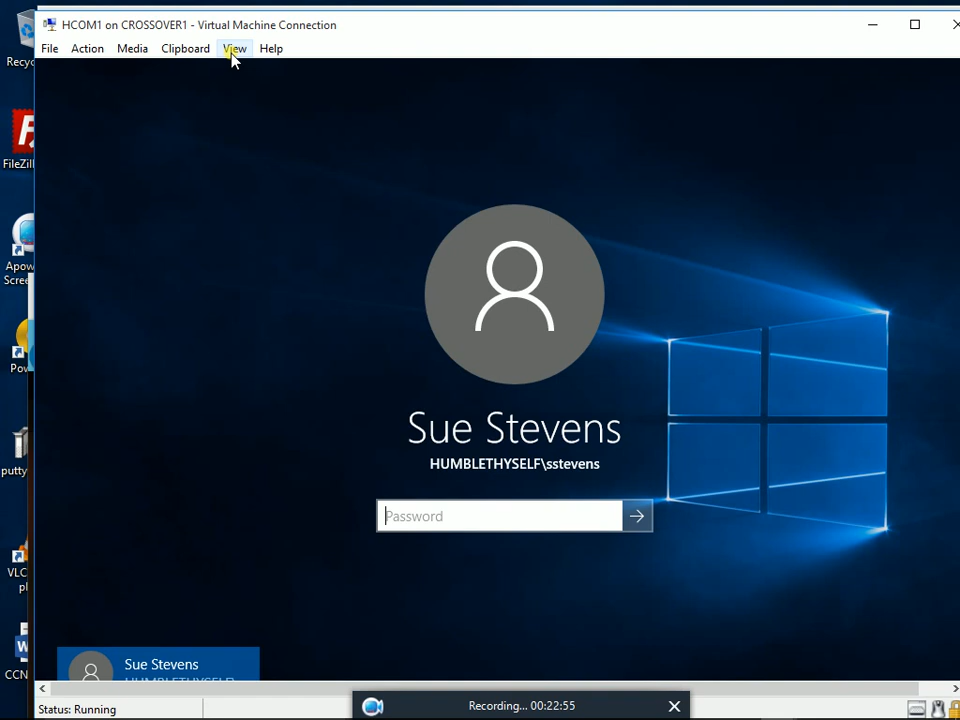 HCOM1 on CROSSOVER1 - Virtual Machine Connection
File Action Media Clipboard View Help
Recyc
FileZill
Apow
Scree
Pow
putty
VLC
pl
CCN
Sue Stevens
HUMBLETHYSELF\sstevens
Password
Sue Stevens
Status: Running
Recording... 00:22:55